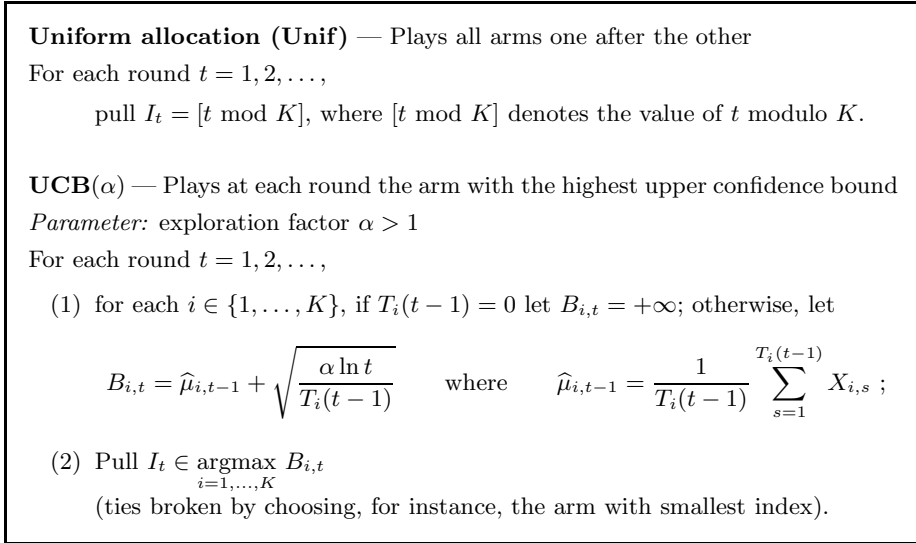 Uniform allocation (Unif) — Plays all arms one after the other
For each round t = 1, 2, . . . ,
pull I_t = [t mod K], where [t mod K] denotes the value of t modulo K.
UCB(α) — Plays at each round the arm with the highest upper confidence bound
Parameter: exploration factor α > 1
For each round t = 1, 2, . . . ,
(1) for each i ∈ {1, . . . , K}, if T_i(t − 1) = 0 let B_{i,t} = +∞; otherwise, let
B_{i,t} = \widehat{μ}_{i,t−1} + \sqrt{\frac{α ln t}{T_i(t − 1)}} where \widehat{μ}_{i,t−1} = \frac{1}{T_i(t − 1)} \sum_{s=1}^{T_i(t−1)} X_{i,s} ;
(2) Pull I_t ∈ argmax_{i=1,...,K} B_{i,t}
(ties broken by choosing, for instance, the arm with smallest index).